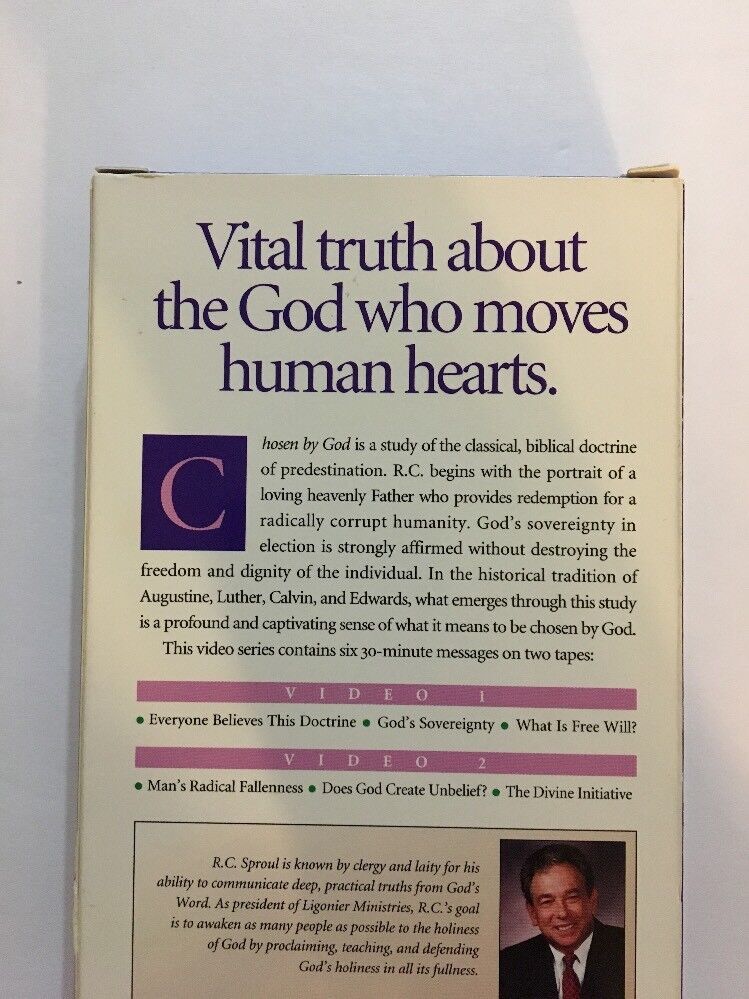 Vital truth about
the God who moves
human hearts.
Chosen by God is a study of the classical, biblical doctrine
of predestination. R.C. begins with the portrait of a
loving heavenly Father who provides redemption for a
radically corrupt humanity. God's sovereignty in
election is strongly affirmed without destroying the
freedom and dignity of the individual. In the historical tradition of
Augustine, Luther, Calvin, and Edwards, what emerges through this study
is a profound and captivating sense of what it means to be chosen by God.
This video series contains six 30-minute messages on two tapes:
VIDEO 1
• Everyone Believes This Doctrine • God's Sovereignty • What Is Free Will?
VIDEO 2
• Man's Radical Fallenness • Does God Create Unbelief? • The Divine Initiative
R.C. Sproul is known by clergy and laity for his
ability to communicate deep, practical truths from God's
Word. As president of Ligonier Ministries, R.C.'s goal
is to awaken as many people as possible to the holiness
of God by proclaiming, teaching, and defending
God's holiness in all its fullness.